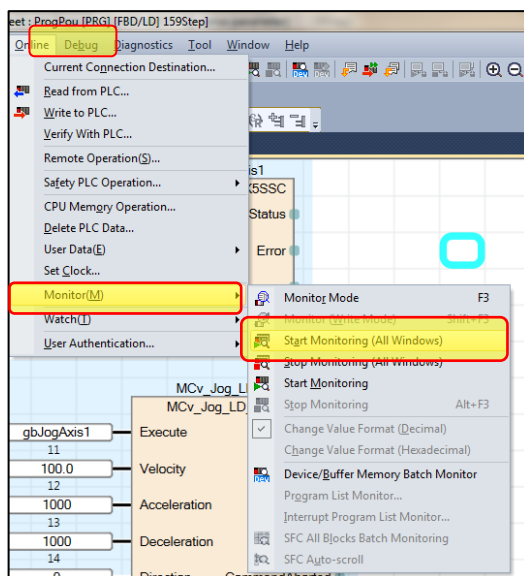 eet : ProgPou [PRG] [FBD/LD] 159Step]
Online Debug Diagnostics Tool Window Help
Current Connection Destination...
Read from PLC...
Write to PLC...
Verify With PLC...
Remote Operation(S)...
Safety PLC Operation...
CPU Memory Operation...
Delete PLC Data...
User Data(E)
Set Clock...
Monitor(M)
Watch(T)
User Authentication...
is1
X5SSC
Status
Error
Monitor Mode F3
Monitor (Write Mode) Shift+F3
Start Monitoring (All Windows)
Stop Monitoring (All Windows)
Start Monitoring
Stop Monitoring Alt+F3
Change Value Format (Decimal)
Change Value Format (Hexadecimal)
Device/Buffer Memory Batch Monitor
Program List Monitor...
Interrupt Program List Monitor...
SFC All Blocks Batch Monitoring
SFC Auto-scroll
MCv_Jog_L
MCv_Jog_LD
gbJogAxis1 Execute
11
100.0 Velocity
12
1000 Acceleration
13
1000 Deceleration
14
0 Direction CommandAborted